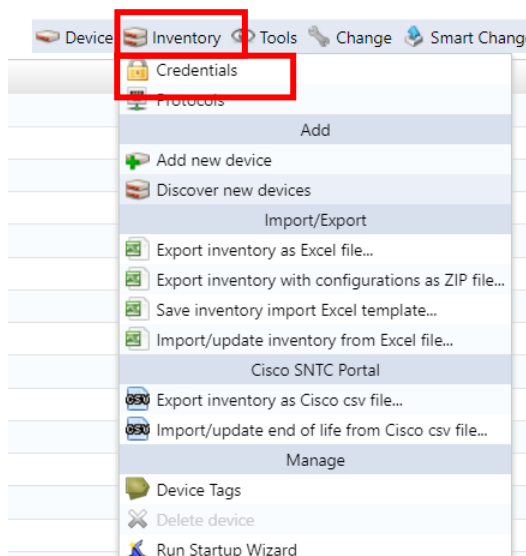 Device Inventory Tools Change Smart Chang
Credentials
Protocols
Add
Add new device
Discover new devices
Import/Export
Export inventory as Excel file...
Export inventory with configurations as ZIP file...
Save inventory import Excel template...
Import/update inventory from Excel file...
Cisco SNTC Portal
CSV Export inventory as Cisco csv file...
CSV Import/update end of life from Cisco csv file...
Manage
Device Tags
Delete device
Run Startup Wizard